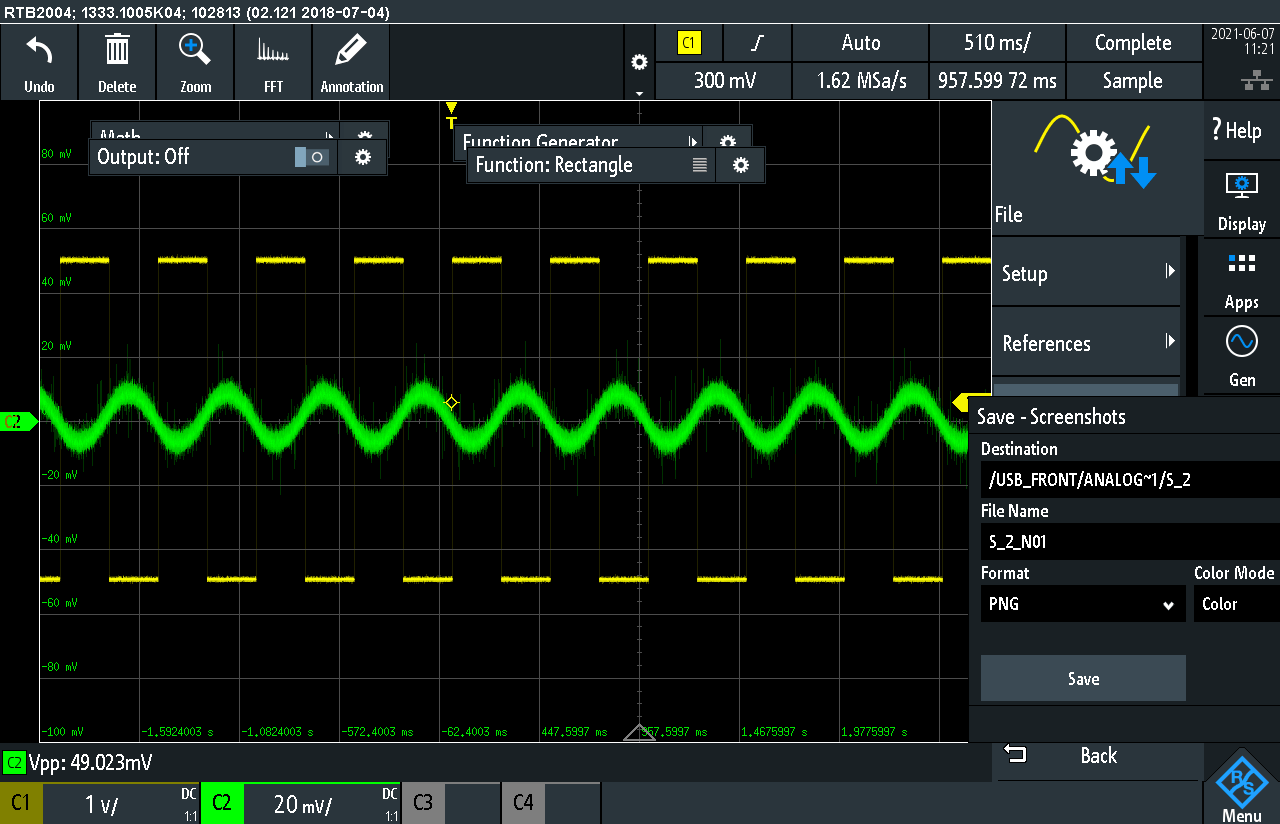 RTB2004; 1333.1005K04; 102813 (02.121 2018-07-04)
Undo
Delete
Zoom
FFT
Annotation
C1
Auto
510 ms/
Complete
300 mV
1.62 MSa/s
957.599 72 ms
Sample
2021-06-07
11:21
T
Math
Output: Off
Function Generator
Function: Rectangle
80 mV
60 mV
40 mV
20 mV
C2
-20 mV
-40 mV
-60 mV
-80 mV
-100 mV
-1.5924003 s
-1.0824003 s
-572.4003 ms
-62.4003 ms
447.5997 ms
957.5997 ms
1.4675997 s
1.9775997 s
File
Setup
References
? Help
Display
Apps
Gen
Save - Screenshots
Destination
/USB_FRONT/ANALOG~1/S_2
File Name
S_2_N01
Format
Color Mode
PNG
Color
Save
Back
C2 Vpp: 49.023mV
C1
1 V/
DC
1:1
C2
20 mV/
DC
1:1
C3
C4
R S
Menu